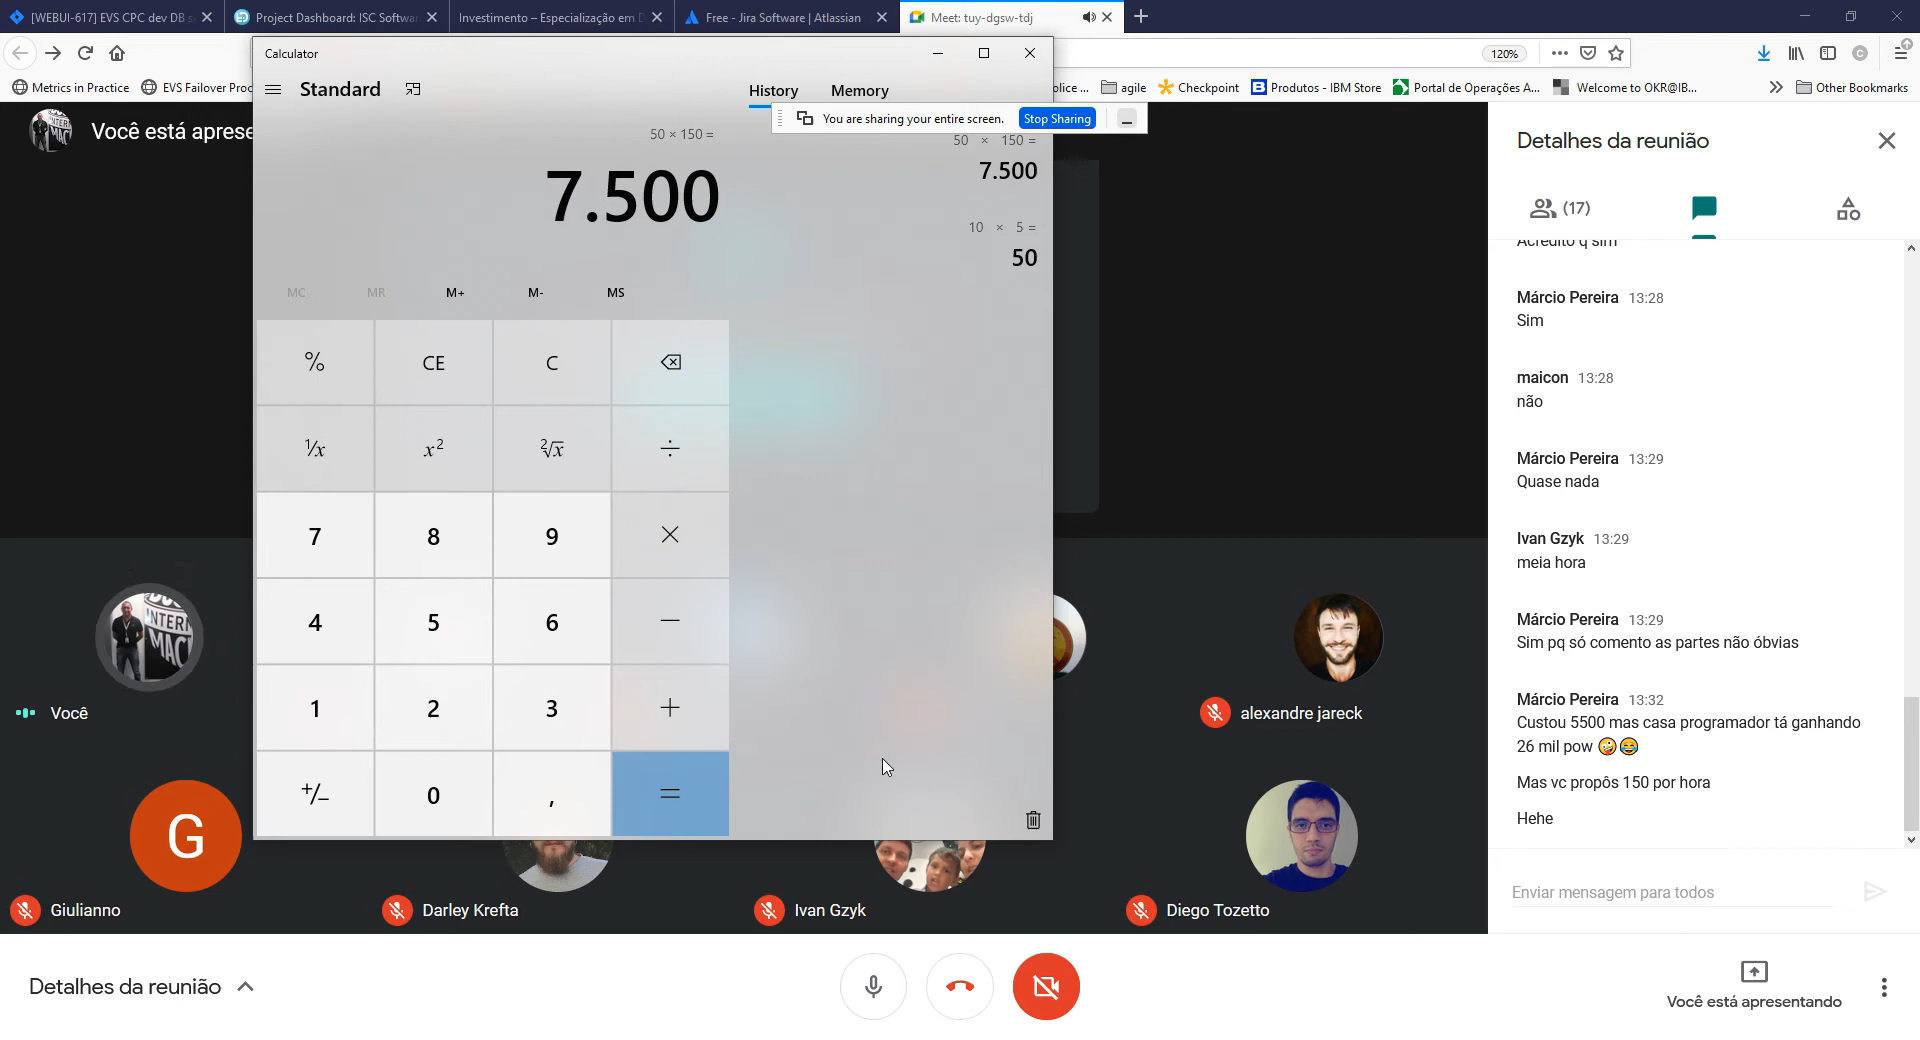 [WEBUI-617] EVS CPC dev DB s
Project Dashboard: ISC Softwar
Investimento – Especialização em D
Free - Jira Software | Atlassian
Meet: tuy-dgsw-tdj
120%
Metrics in Practice
EVS Failover Proc
olice ...
agile
Checkpoint
Produtos - IBM Store
Portal de Operações A...
Welcome to OKR@IB...
Other Bookmarks
Calculator
Standard
History
Memory
You are sharing your entire screen.
Stop Sharing
50 × 150 =
7.500
50 × 150 =
7.500
10 × 5 =
50
MC MR M+ M- MS
% CE C
¹/x x² ²√x ÷
7 8 9 ×
4 5 6 −
1 2 3 +
+/− 0 , =
Você está aprese
INTERN
MAC
Você
alexandre jareck
G
Giulianno
Darley Krefta
Ivan Gzyk
Diego Tozetto
Detalhes da reunião
(17)
Acredito q sim
Márcio Pereira 13:28
Sim
maicon 13:28
não
Márcio Pereira 13:29
Quase nada
Ivan Gzyk 13:29
meia hora
Márcio Pereira 13:29
Sim pq só comento as partes não óbvias
Márcio Pereira 13:32
Custou 5500 mas casa programador tá ganhando
26 mil pow 🤪😂
Mas vc propôs 150 por hora
Hehe
Enviar mensagem para todos
Detalhes da reunião
Você está apresentando